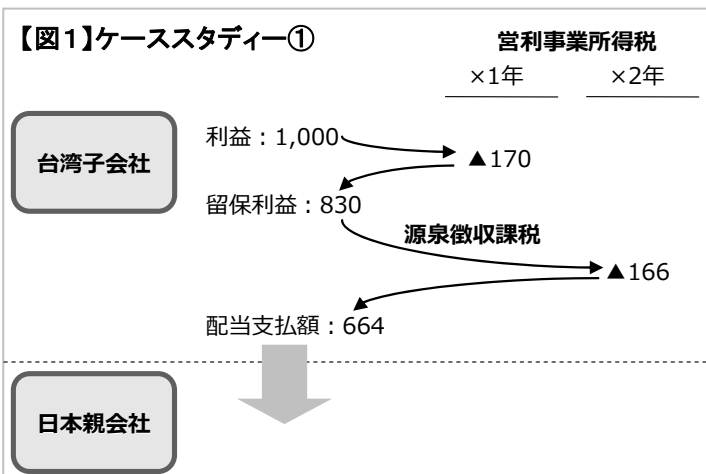 【図1】ケーススタディー①
営利事業所得税
×1年 ×2年
台湾子会社
利益：1,000
▲170
留保利益：830
源泉徴収課税
▲166
配当支払額：664
日本親会社